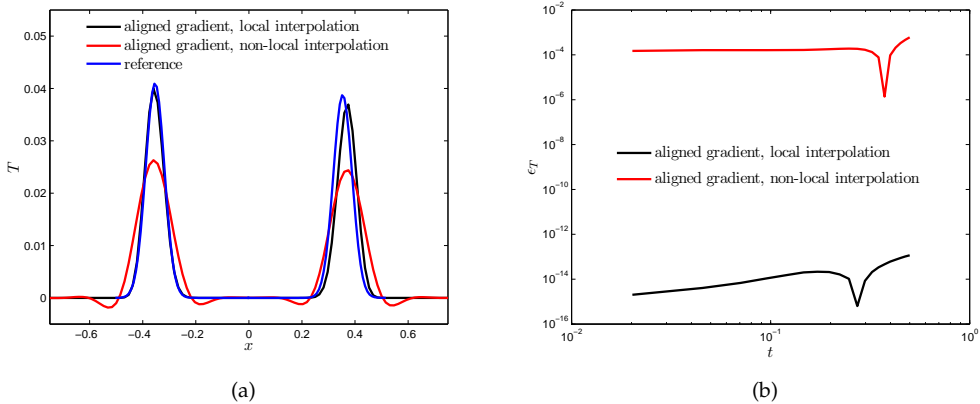 0.05
0.04
0.03
0.02
0.01
0
T
−0.6 −0.4 −0.2 0 0.2 0.4 0.6
x
aligned gradient, local interpolation
aligned gradient, non-local interpolation
reference
(a)
10⁻²
10⁻⁴
10⁻⁶
10⁻⁸
10⁻¹⁰
10⁻¹²
10⁻¹⁴
10⁻¹⁶
ϵ_T
10⁻² 10⁻¹ 10⁰
t
aligned gradient, local interpolation
aligned gradient, non-local interpolation
(b)